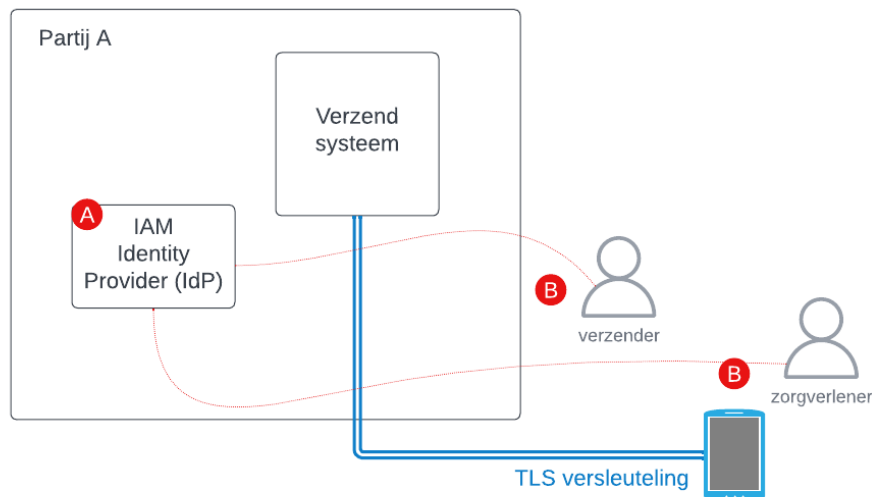 Partij A
Verzend
systeem
A
IAM
Identity
Provider (IdP)
B
verzender
B
zorgverlener
TLS versleuteling